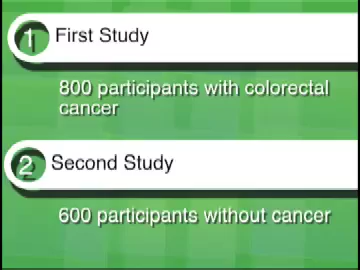 1 First Study
800 participants with colorectal
cancer
2 Second Study
600 participants without cancer